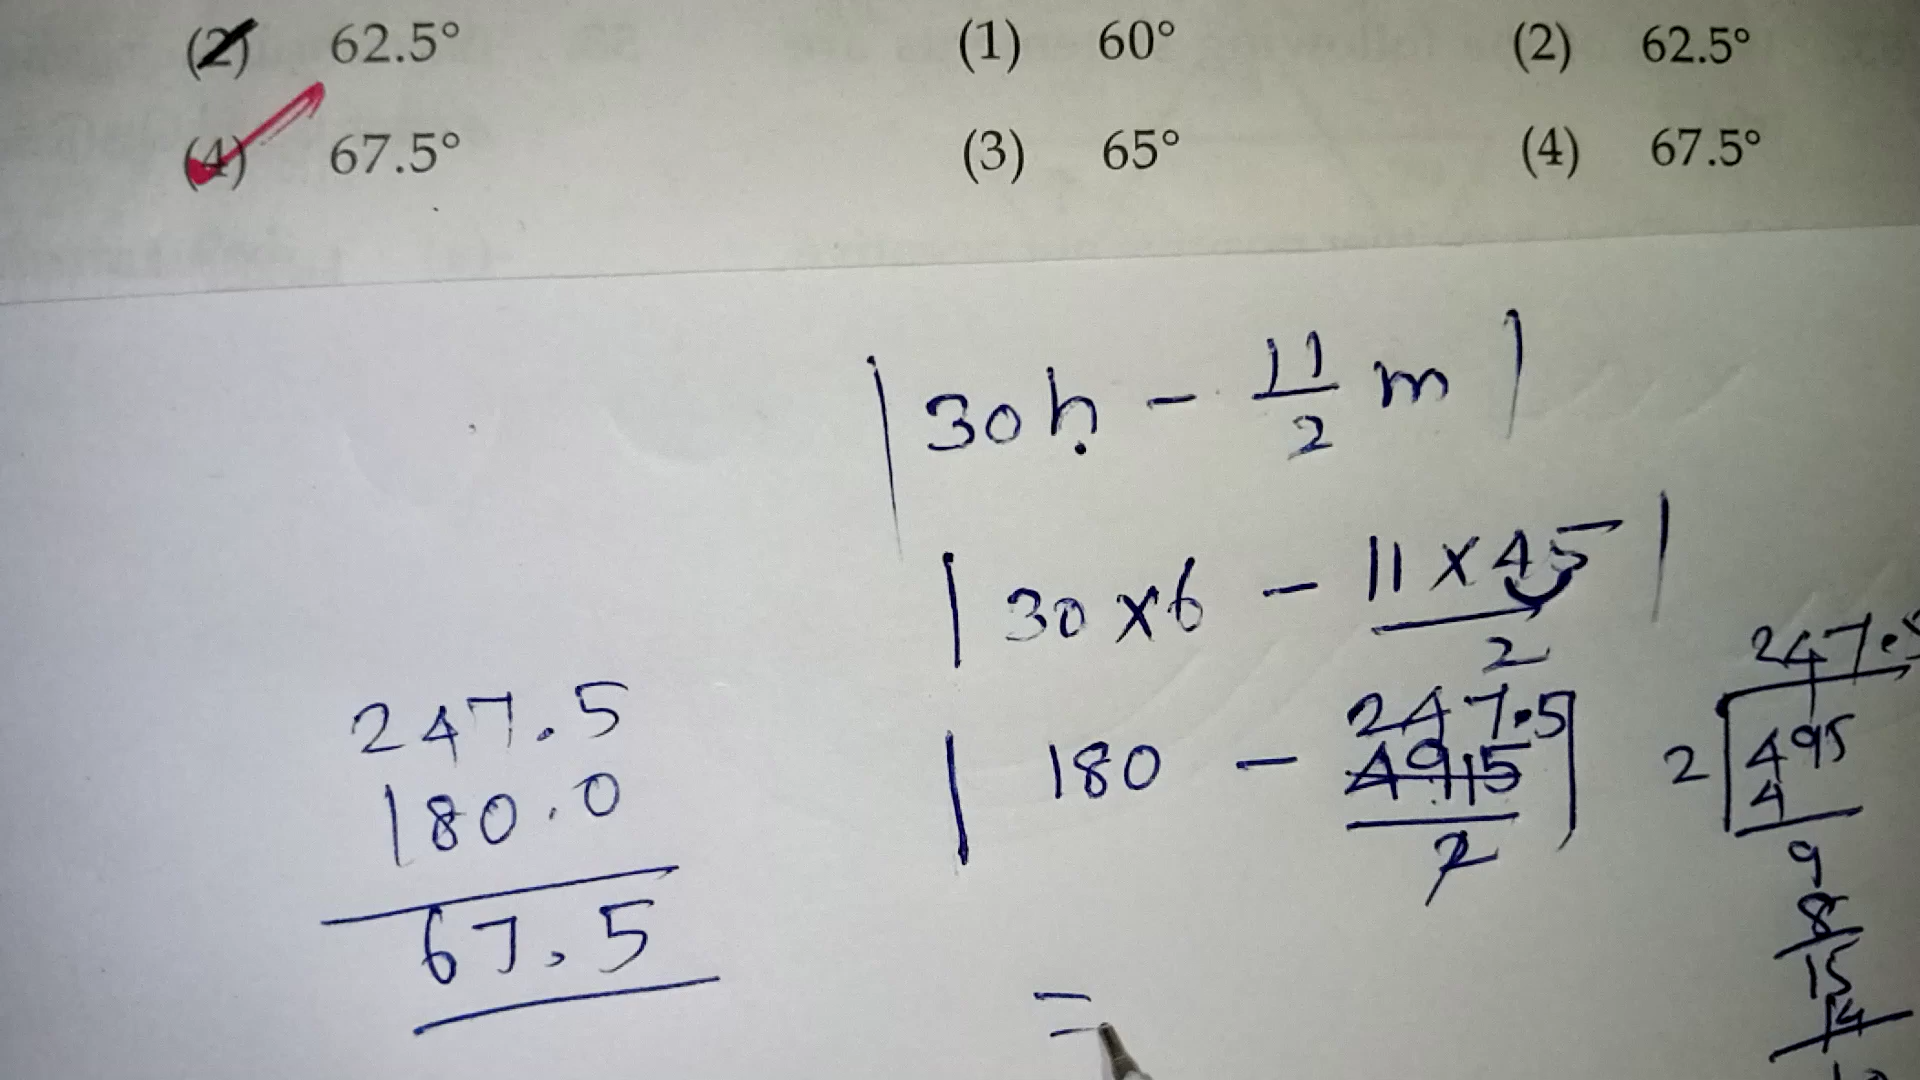 (2) 62.5° (1) 60° (2) 62.5°
(4) 67.5° (3) 65° (4) 67.5°
|30h - 11/2 m|
|30 x 6 - 11 x 45/2|
247.5
|180 - 495/2|
247.5
180.0
67.5
=
247.5
2 495
4
9
8
15
14